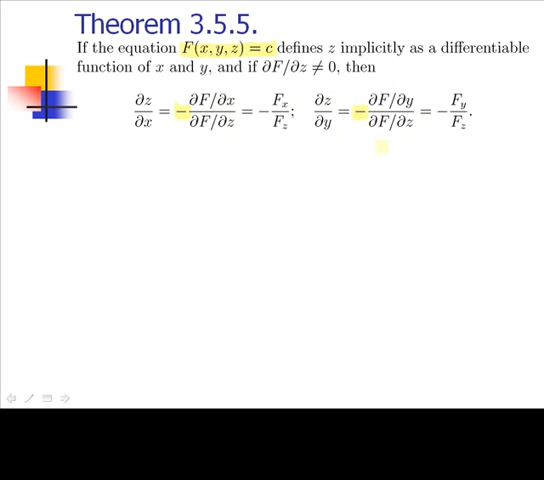 Theorem 3.5.5.
If the equation F(x, y, z) = c defines z implicitly as a differentiable
function of x and y, and if ∂F/∂z ≠ 0, then
∂z/∂x = −(∂F/∂x)/(∂F/∂z) = −F_x/F_z; ∂z/∂y = −(∂F/∂y)/(∂F/∂z) = −F_y/F_z.